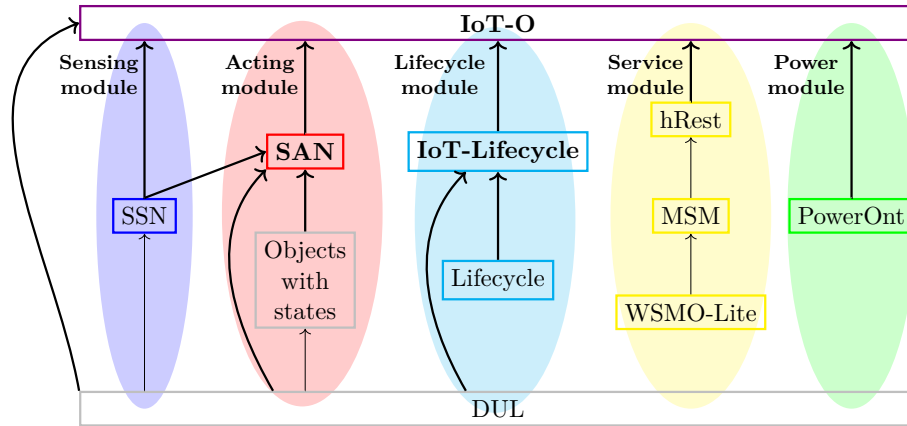 IoT-O
Sensing
module
Acting
module
Lifecycle
module
Service
module
Power
module
hRest
SAN
IoT-Lifecycle
SSN
MSM
PowerOnt
Objects
with
states
Lifecycle
WSMO-Lite
DUL